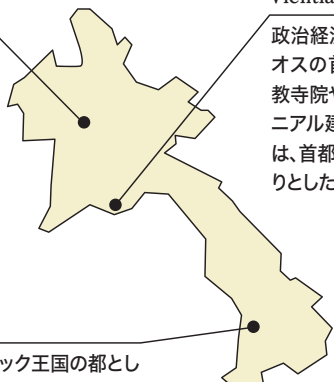 政治経済
オスの首
教寺院や
ニアル建
は、首都
りとした
ック王国の都とし